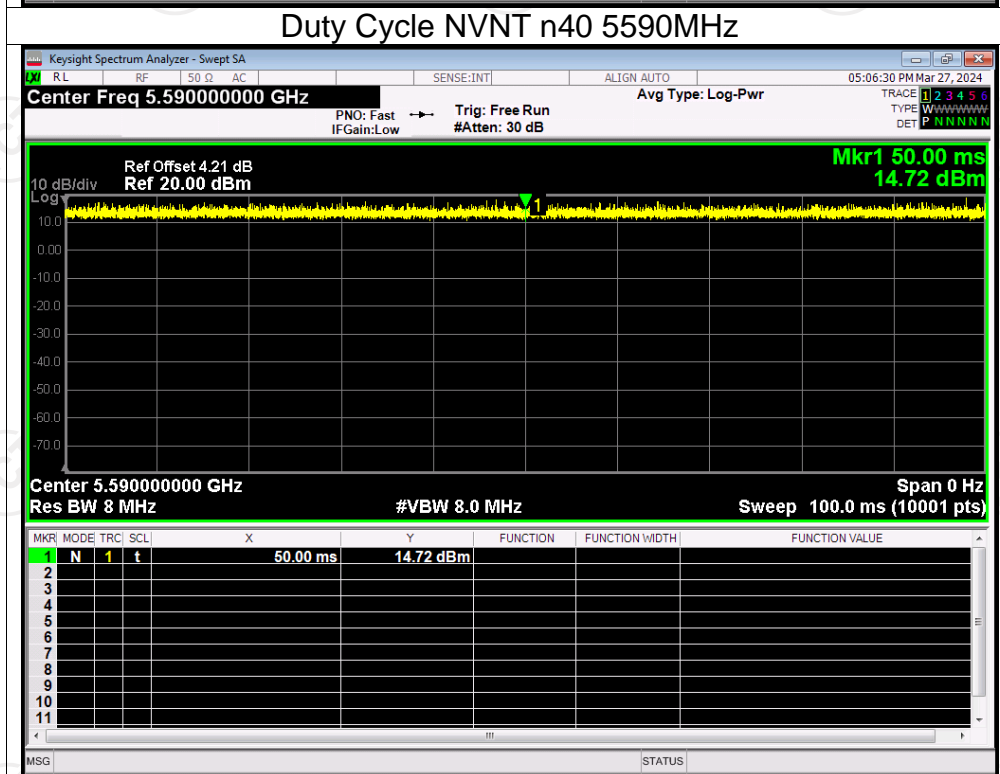 Duty Cycle NVNT n40 5590MHz
Keysight Spectrum Analyzer - Swept SA
LXI RL RF 50 Ω AC SENSE:INT ALIGN AUTO 05:06:30 PM Mar 27, 2024
Center Freq 5.590000000 GHz Avg Type: Log-Pwr TRACE 1 2 3 4 5 6
PNO: Fast Trig: Free Run TYPE WWWWWW
IFGain:Low #Atten: 30 dB DET P N N N N N
Mkr1 50.00 ms
Ref Offset 4.21 dB
10 dB/div Ref 20.00 dBm 14.72 dBm
Log
1
10.0
0.00
-10.0
-20.0
-30.0
-40.0
-50.0
-60.0
-70.0
Center 5.590000000 GHz Span 0 Hz
Res BW 8 MHz #VBW 8.0 MHz Sweep 100.0 ms (10001 pts)
MKR MODE TRC SCL X Y FUNCTION FUNCTION WIDTH FUNCTION VALUE
1 N 1 t 50.00 ms 14.72 dBm
2
3
4
5
6
7
8
9
10
11
MSG STATUS